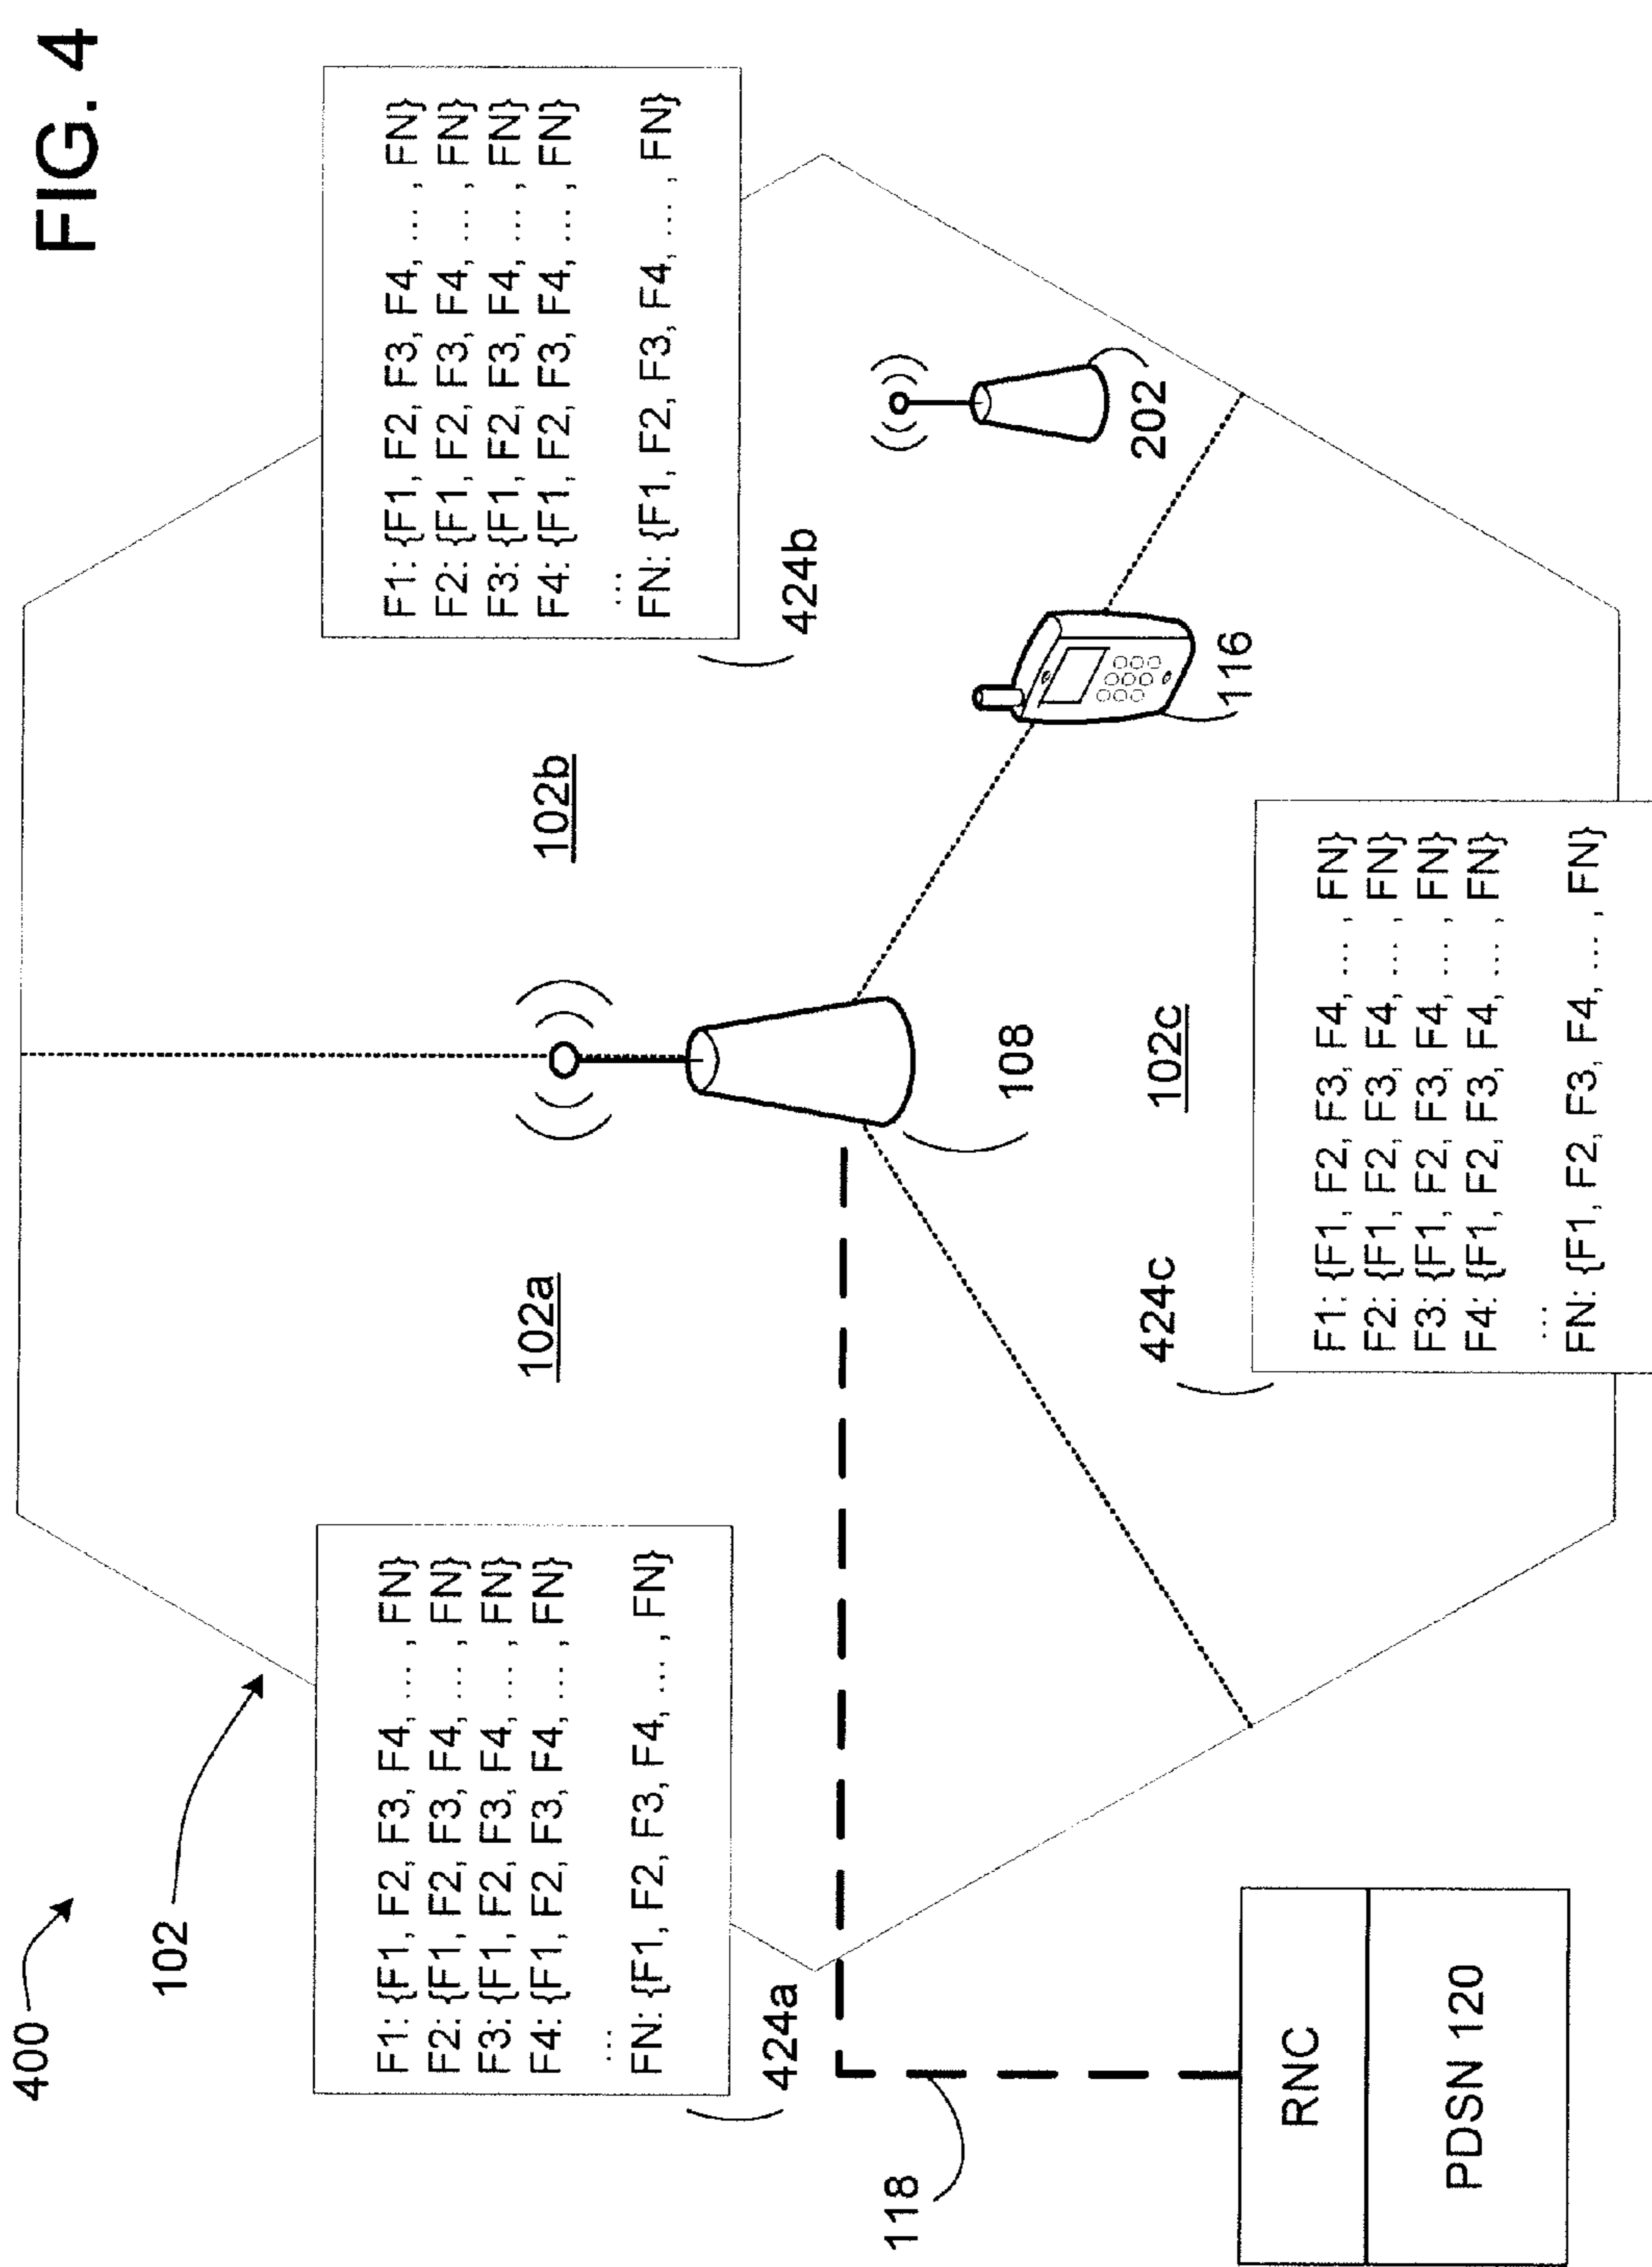 FIG. 4
400
102
F1: {F1, F2, F3, F4, ... , FN}
F2: {F1, F2, F3, F4, ... , FN}
F3: {F1, F2, F3, F4, ... , FN}
F4: {F1, F2, F3, F4, ... , FN}
...
FN: {F1, F2, F3, F4, ... , FN}
424a
102a
102b
F1: {F1, F2, F3, F4, ... , FN}
F2: {F1, F2, F3, F4, ... , FN}
F3: {F1, F2, F3, F4, ... , FN}
F4: {F1, F2, F3, F4, ... , FN}
...
FN: {F1, F2, F3, F4, ... , FN}
424b
118
108
202
116
102c
424c
F1: {F1, F2, F3, F4, ... , FN}
F2: {F1, F2, F3, F4, ... , FN}
F3: {F1, F2, F3, F4, ... , FN}
F4: {F1, F2, F3, F4, ... , FN}
...
FN: {F1, F2, F3, F4, ... , FN}
RNC
PDSN 120